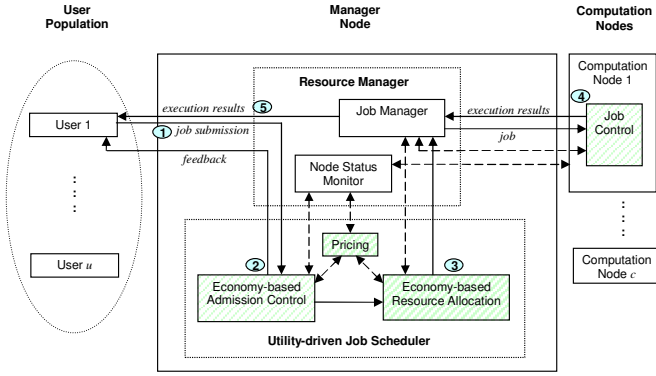 User
Population
Manager
Node
Computation
Nodes
Resource Manager
Computation
Node 1
execution results
5
Job Manager
execution results
4
User 1
1
job submission
job
Job
Control
feedback
Node Status
Monitor
Pricing
User u
2
3
Economy-based
Admission Control
Economy-based
Resource Allocation
Computation
Node c
Utility-driven Job Scheduler